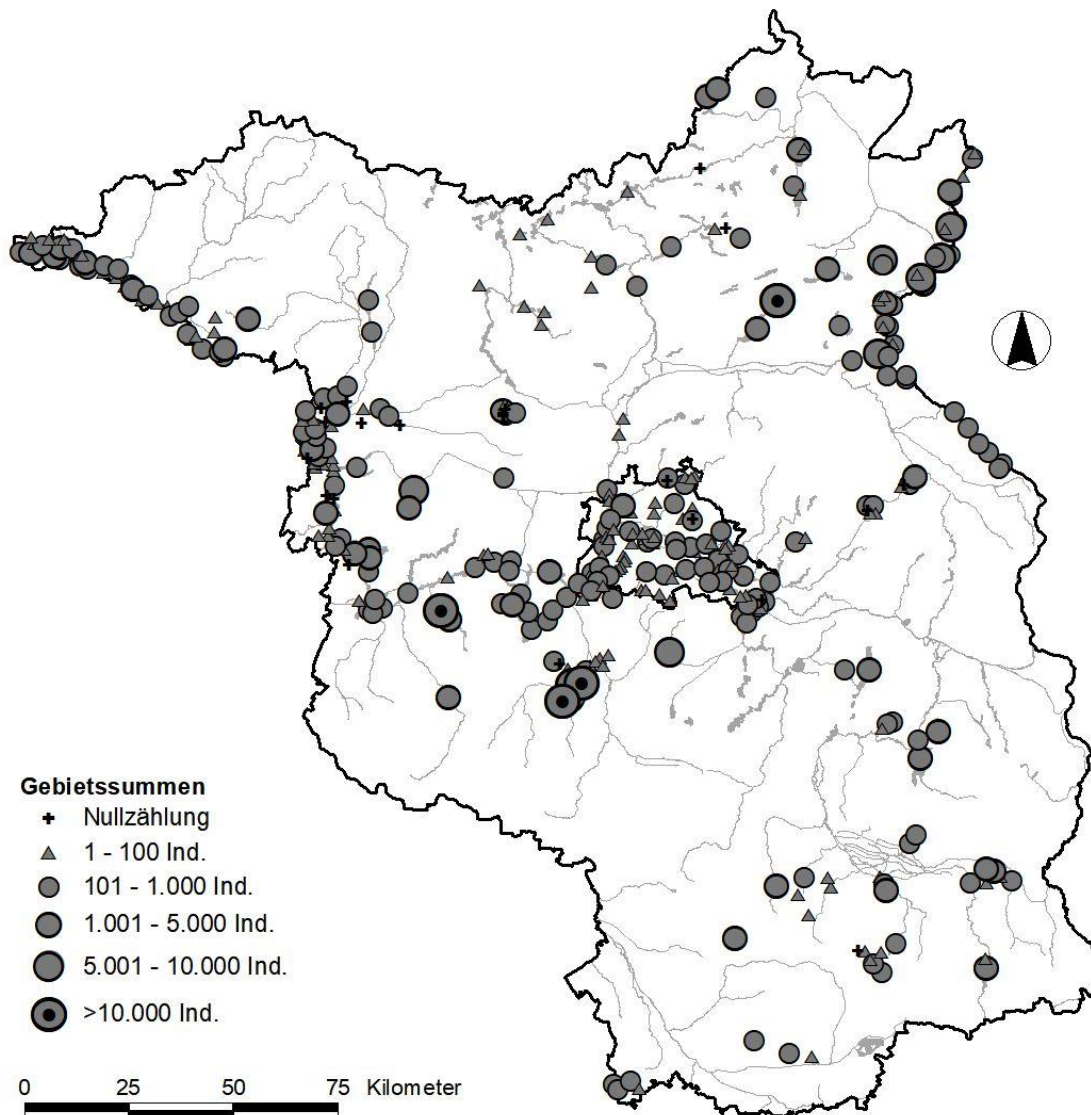 Gebietssummen
Nullzählung
1 - 100 Ind.
101 - 1.000 Ind.
1.001 - 5.000 Ind.
5.001 - 10.000 Ind.
>10.000 Ind.
0 25 50 75 Kilometer